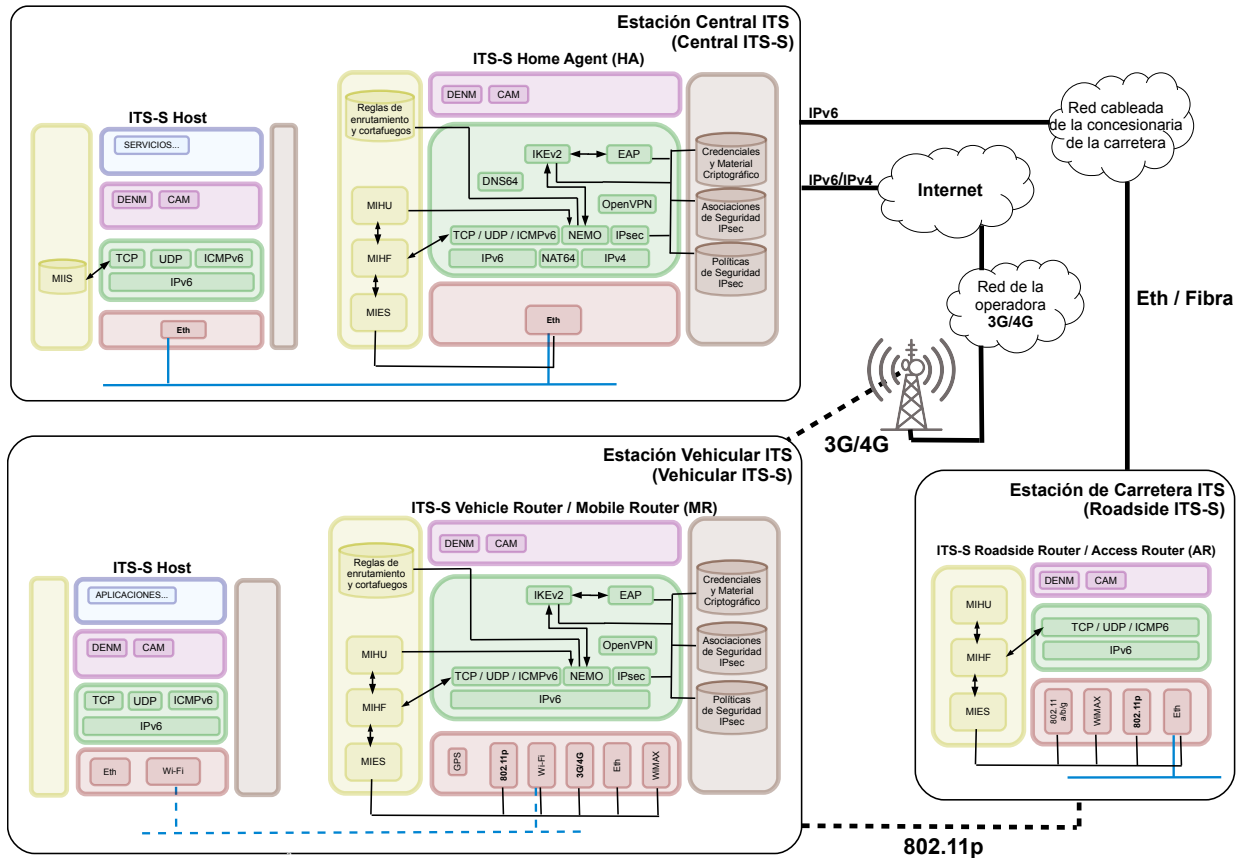 Estación Central ITS
(Central ITS-S)
ITS-S Home Agent (HA)
ITS-S Host
SERVICIOS...
DENM
CAM
MIIS
TCP
UDP
ICMPv6
IPv6
Eth
Reglas de
enrutamiento
y cortafuegos
MIHU
MIHF
MIES
DENM
CAM
IKEv2
EAP
DNS64
OpenVPN
TCP / UDP / ICMPv6
NEMO
IPsec
IPv6
NAT64
IPv4
Eth
Credenciales
y Material
Criptográfico
Asociaciones
de Seguridad
IPsec
Políticas
de Seguridad
IPsec
IPv6
IPv6/IPv4
Red cableada
de la concesionaria
de la carretera
Internet
Red de la
operadora
3G/4G
Eth / Fibra
3G/4G
Estación Vehicular ITS
(Vehicular ITS-S)
ITS-S Vehicle Router / Mobile Router (MR)
ITS-S Host
APLICACIONES...
DENM
CAM
TCP
UDP
ICMPv6
IPv6
Eth
Wi-Fi
Reglas de
enrutamiento
y cortafuegos
MIHU
MIHF
MIES
DENM
CAM
IKEv2
EAP
OpenVPN
TCP / UDP / ICMPv6
NEMO
IPsec
IPv6
GPS
802.11p
Wi-Fi
3G/4G
Eth
WiMAX
Credenciales
y Material
Criptográfico
Asociaciones
de Seguridad
IPsec
Políticas
de Seguridad
IPsec
Estación de Carretera ITS
(Roadside ITS-S)
ITS-S Roadside Router / Access Router (AR)
MIHU
MIHF
MIES
DENM
CAM
TCP / UDP / ICMP6
IPv6
802.11
a/b/g
WiMAX
802.11p
Eth
802.11p